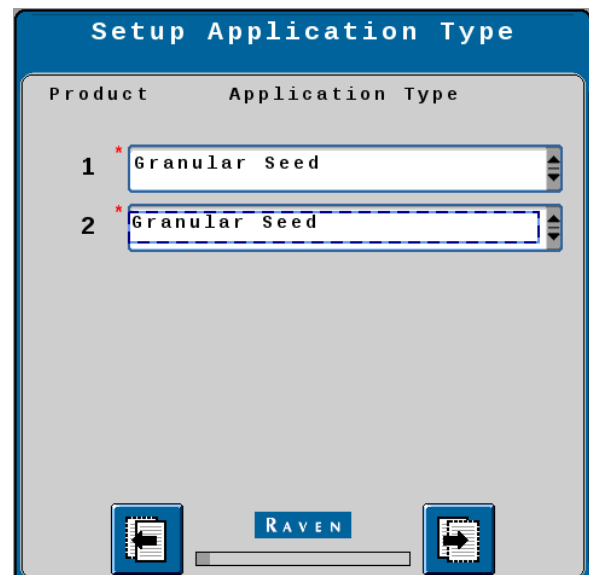 Setup Application Type
Product Application Type
1 * Granular Seed
2 * Granular Seed
RAVEN